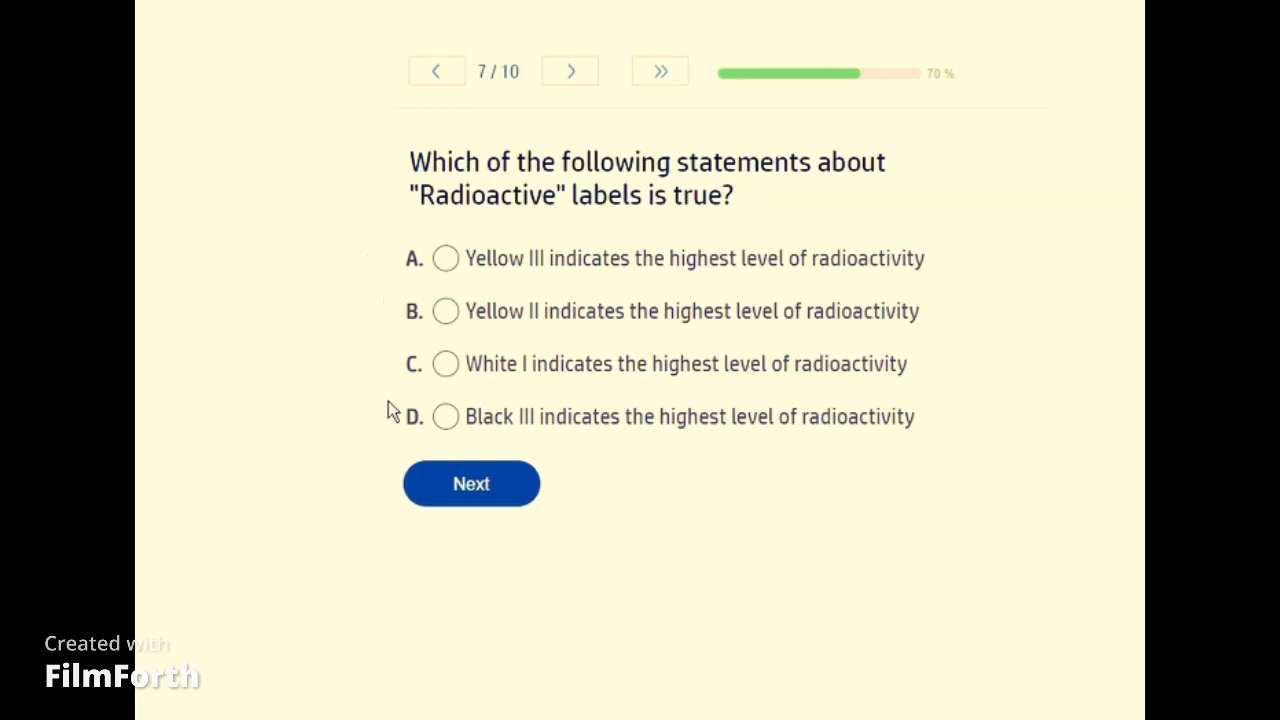 7 / 10
70 %
Which of the following statements about
"Radioactive" labels is true?
A. Yellow III indicates the highest level of radioactivity
B. Yellow II indicates the highest level of radioactivity
C. White I indicates the highest level of radioactivity
D. Black III indicates the highest level of radioactivity
Next
Created with
FilmForth